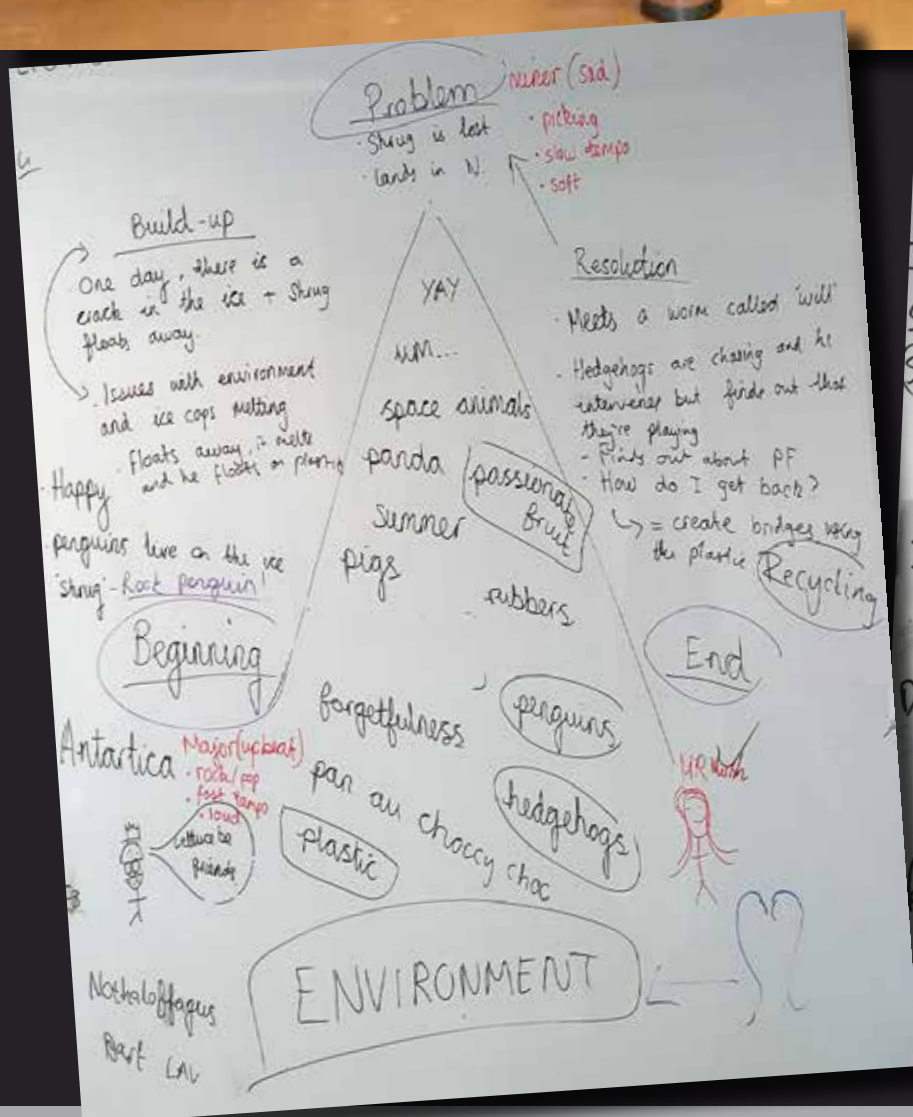 Problem
minor (sad)
· Shrug is lost
· lands in N.
· picking
· slow tempo
· soft
Build-up
One day, there is a
crack in the ice + Shrug
floats away.
· Issues with environment
and ice caps melting
· Floats away, melts
and he floats on plastic
· Happy
· penguins live on the ice
'Shrug' - Rock penguin!
Beginning
Antartica
Major (upbeat)
· rock/pop
· fast tempo
· loud
Lettuce be
friends
YAY
UM...
space animals
panda
passionate
fruit
summer
pigs
rubbers
forgetfulness
penguins
pan au choccy choc
hedgehogs
plastic
Resolution
· Meets a worm called 'will'
· Hedgehogs are chasing and he
intervenes but finds out that
they're playing
- Finds out about PF
- How do I get back?
= create bridges using
the plastic
Recycling
End
ENVIRONMENT
LAV